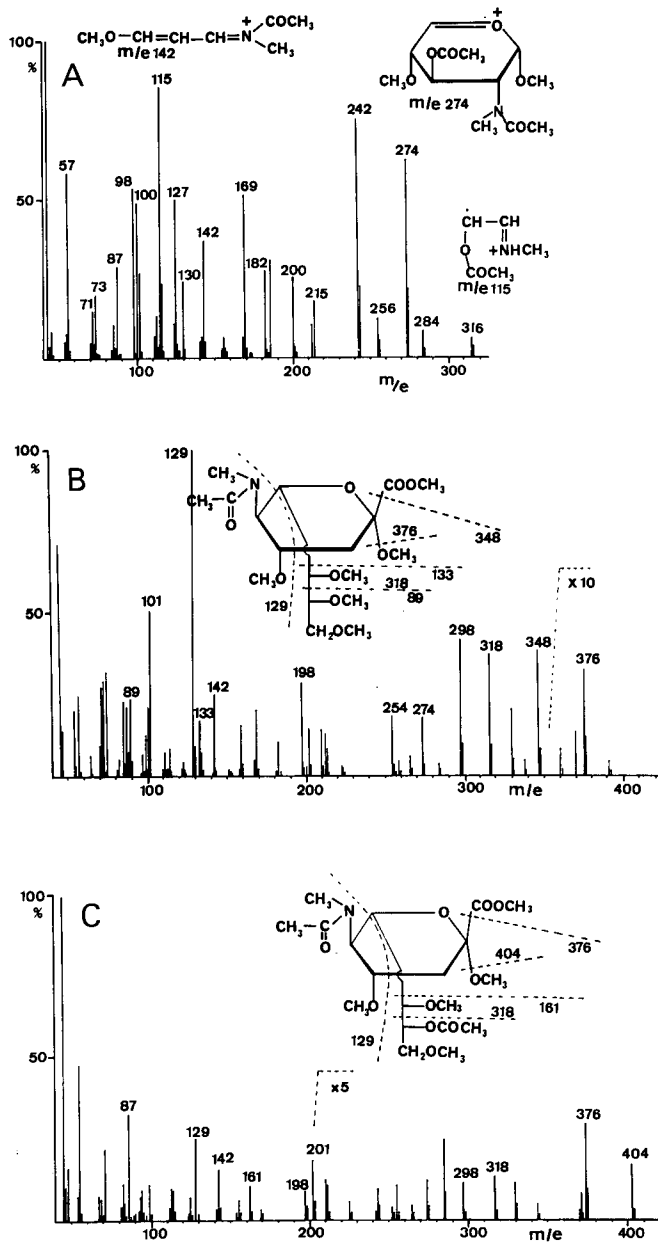 CH₃O–CH=CH–CH=N⁺ COCH₃ CH₃
m/e 142
O⁺
OCOCH₃
CH₃O
OCH₃
m/e 274
N
CH₃ COCH₃
A
%
100
50
57
71
73
87
98
100
115
127
130
142
169
182
200
215
242
256
274
284
316
CH CH
O +NHCH₃
COCH₃
m/e 115
100 200 300
m/e
B
100
%
50
129
CH₃ N
CH₃ C
O
O
COOCH₃
376
348
OCH₃
CH₃O
OCH₃
133
318
129
OCH₃
89
CH₂OCH₃
x 10
101
89
133
142
198
254
274
298
318
348
376
100 200 300 400
m/e
C
100
%
50
CH₃ N
CH₃ C
O
O
COOCH₃
376
404
OCH₃
CH₃O
OCH₃
161
318
129
OCOCH₃
CH₂OCH₃
x5
87
129
142
161
198
201
298
318
376
404
100 200 300 400
m/e